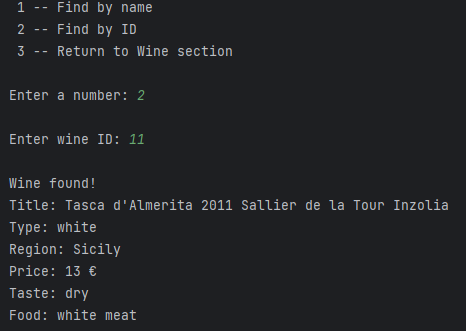 1 -- Find by name
2 -- Find by ID
3 -- Return to Wine section
Enter a number: 2
Enter wine ID: 11
Wine found!
Title: Tasca d'Almerita 2011 Sallier de la Tour Inzolia
Type: white
Region: Sicily
Price: 13 €
Taste: dry
Food: white meat